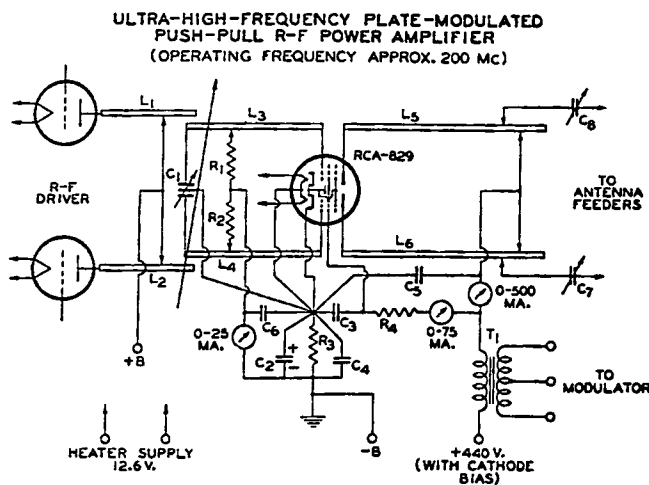 ULTRA-HIGH-FREQUENCY PLATE-MODULATED
PUSH-PULL R-F POWER AMPLIFIER
(OPERATING FREQUENCY APPROX. 200 MC)
L1
L3
L5
C8
RCA-829
R-F
DRIVER
C1
R1
R2
TO
ANTENNA
FEEDERS
L2
L4
L6
C7
C5
0-500
MA.
+B
0-25
MA.
C6
C3
R4
0-75
MA.
C2
+
-
R3
C4
T1
TO
MODULATOR
HEATER SUPPLY
12.6 V.
-B
+440 V.
(WITH CATHODE
BIAS)